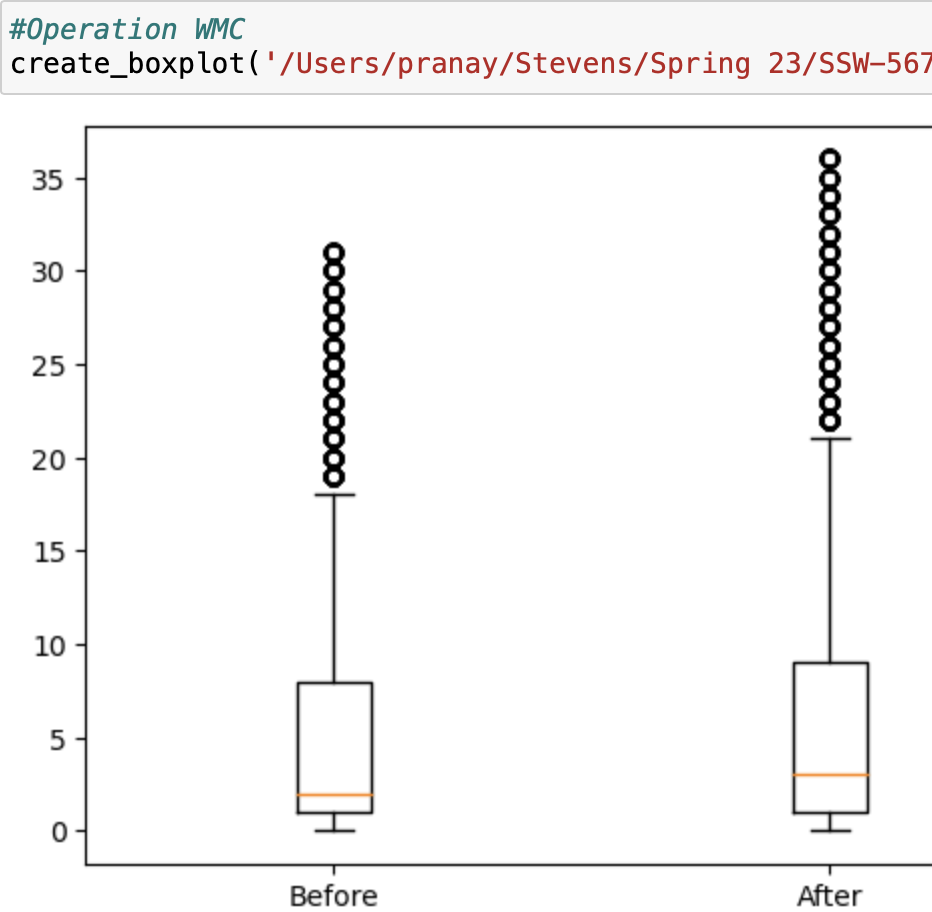 #Operation WMC
create_boxplot('/Users/pranay/Stevens/Spring 23/SSW-567
35
30
25
20
15
10
5
0
Before After